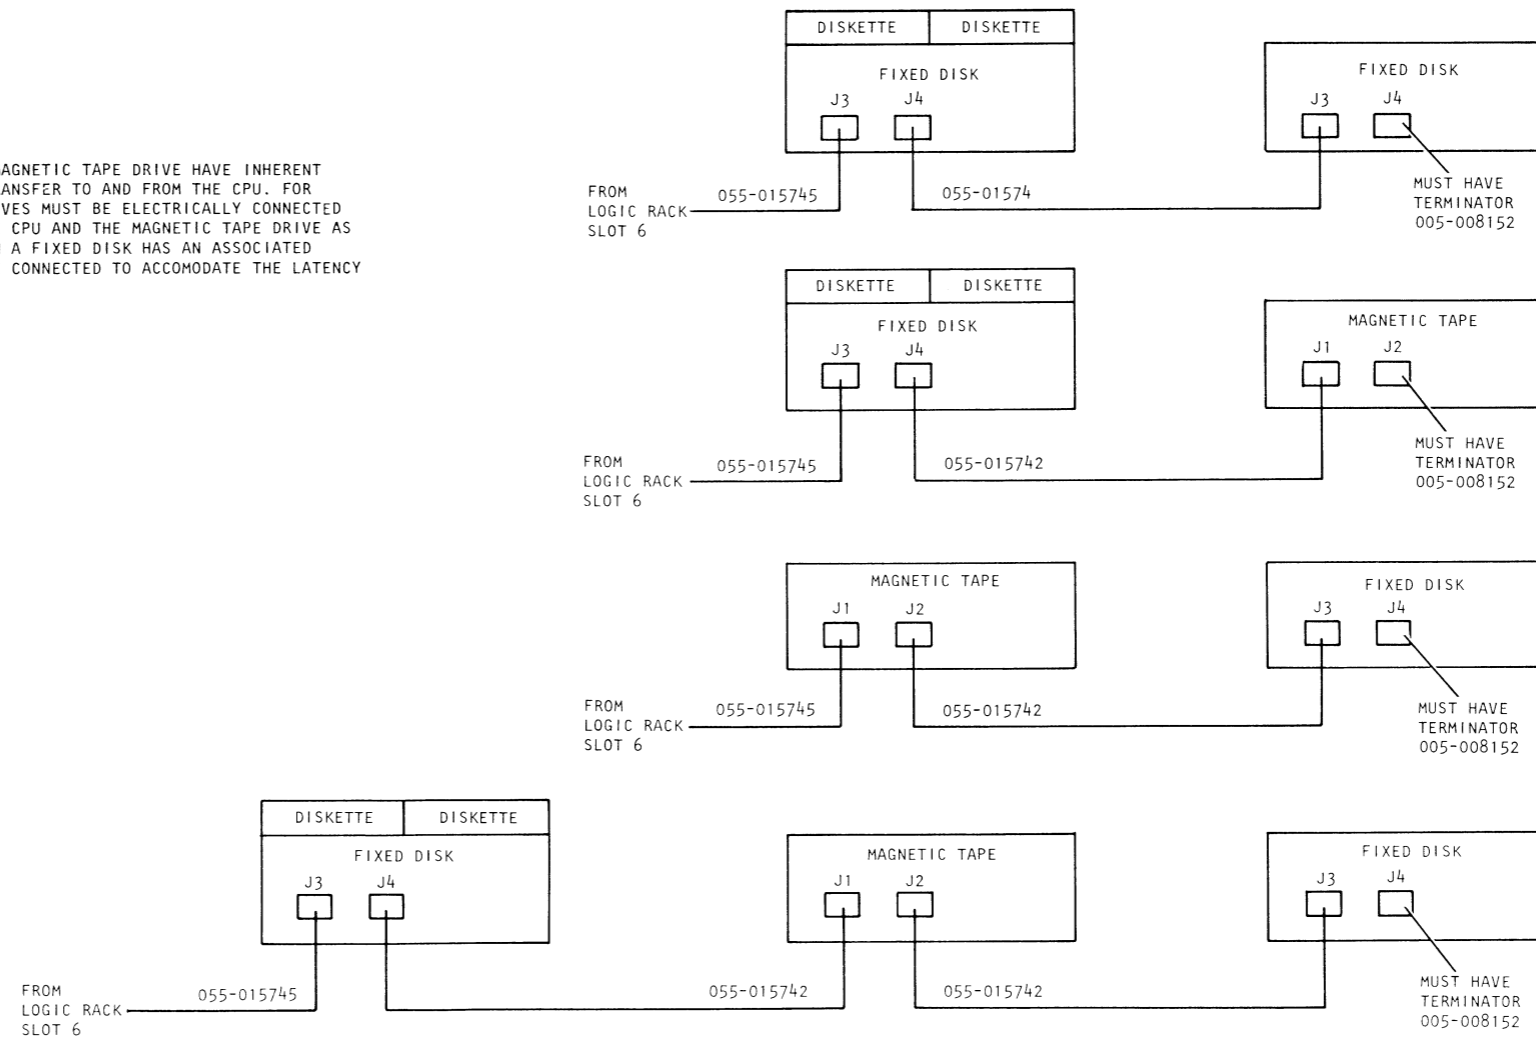 DISKETTE DISKETTE
FIXED DISK
J3 J4
FIXED DISK
J3 J4
MAGNETIC TAPE DRIVE HAVE INHERENT
ANSFER TO AND FROM THE CPU. FOR
VES MUST BE ELECTRICALLY CONNECTED
CPU AND THE MAGNETIC TAPE DRIVE AS
A FIXED DISK HAS AN ASSOCIATED
CONNECTED TO ACCOMODATE THE LATENCY
FROM
LOGIC RACK
SLOT 6
055-015745
055-01574
MUST HAVE
TERMINATOR
005-008152
DISKETTE DISKETTE
FIXED DISK
J3 J4
MAGNETIC TAPE
J1 J2
FROM
LOGIC RACK
SLOT 6
055-015745
055-015742
MUST HAVE
TERMINATOR
005-008152
MAGNETIC TAPE
J1 J2
FIXED DISK
J3 J4
FROM
LOGIC RACK
SLOT 6
055-015745
055-015742
MUST HAVE
TERMINATOR
005-008152
DISKETTE DISKETTE
FIXED DISK
J3 J4
MAGNETIC TAPE
J1 J2
FIXED DISK
J3 J4
FROM
LOGIC RACK
SLOT 6
055-015745
055-015742
055-015742
MUST HAVE
TERMINATOR
005-008152